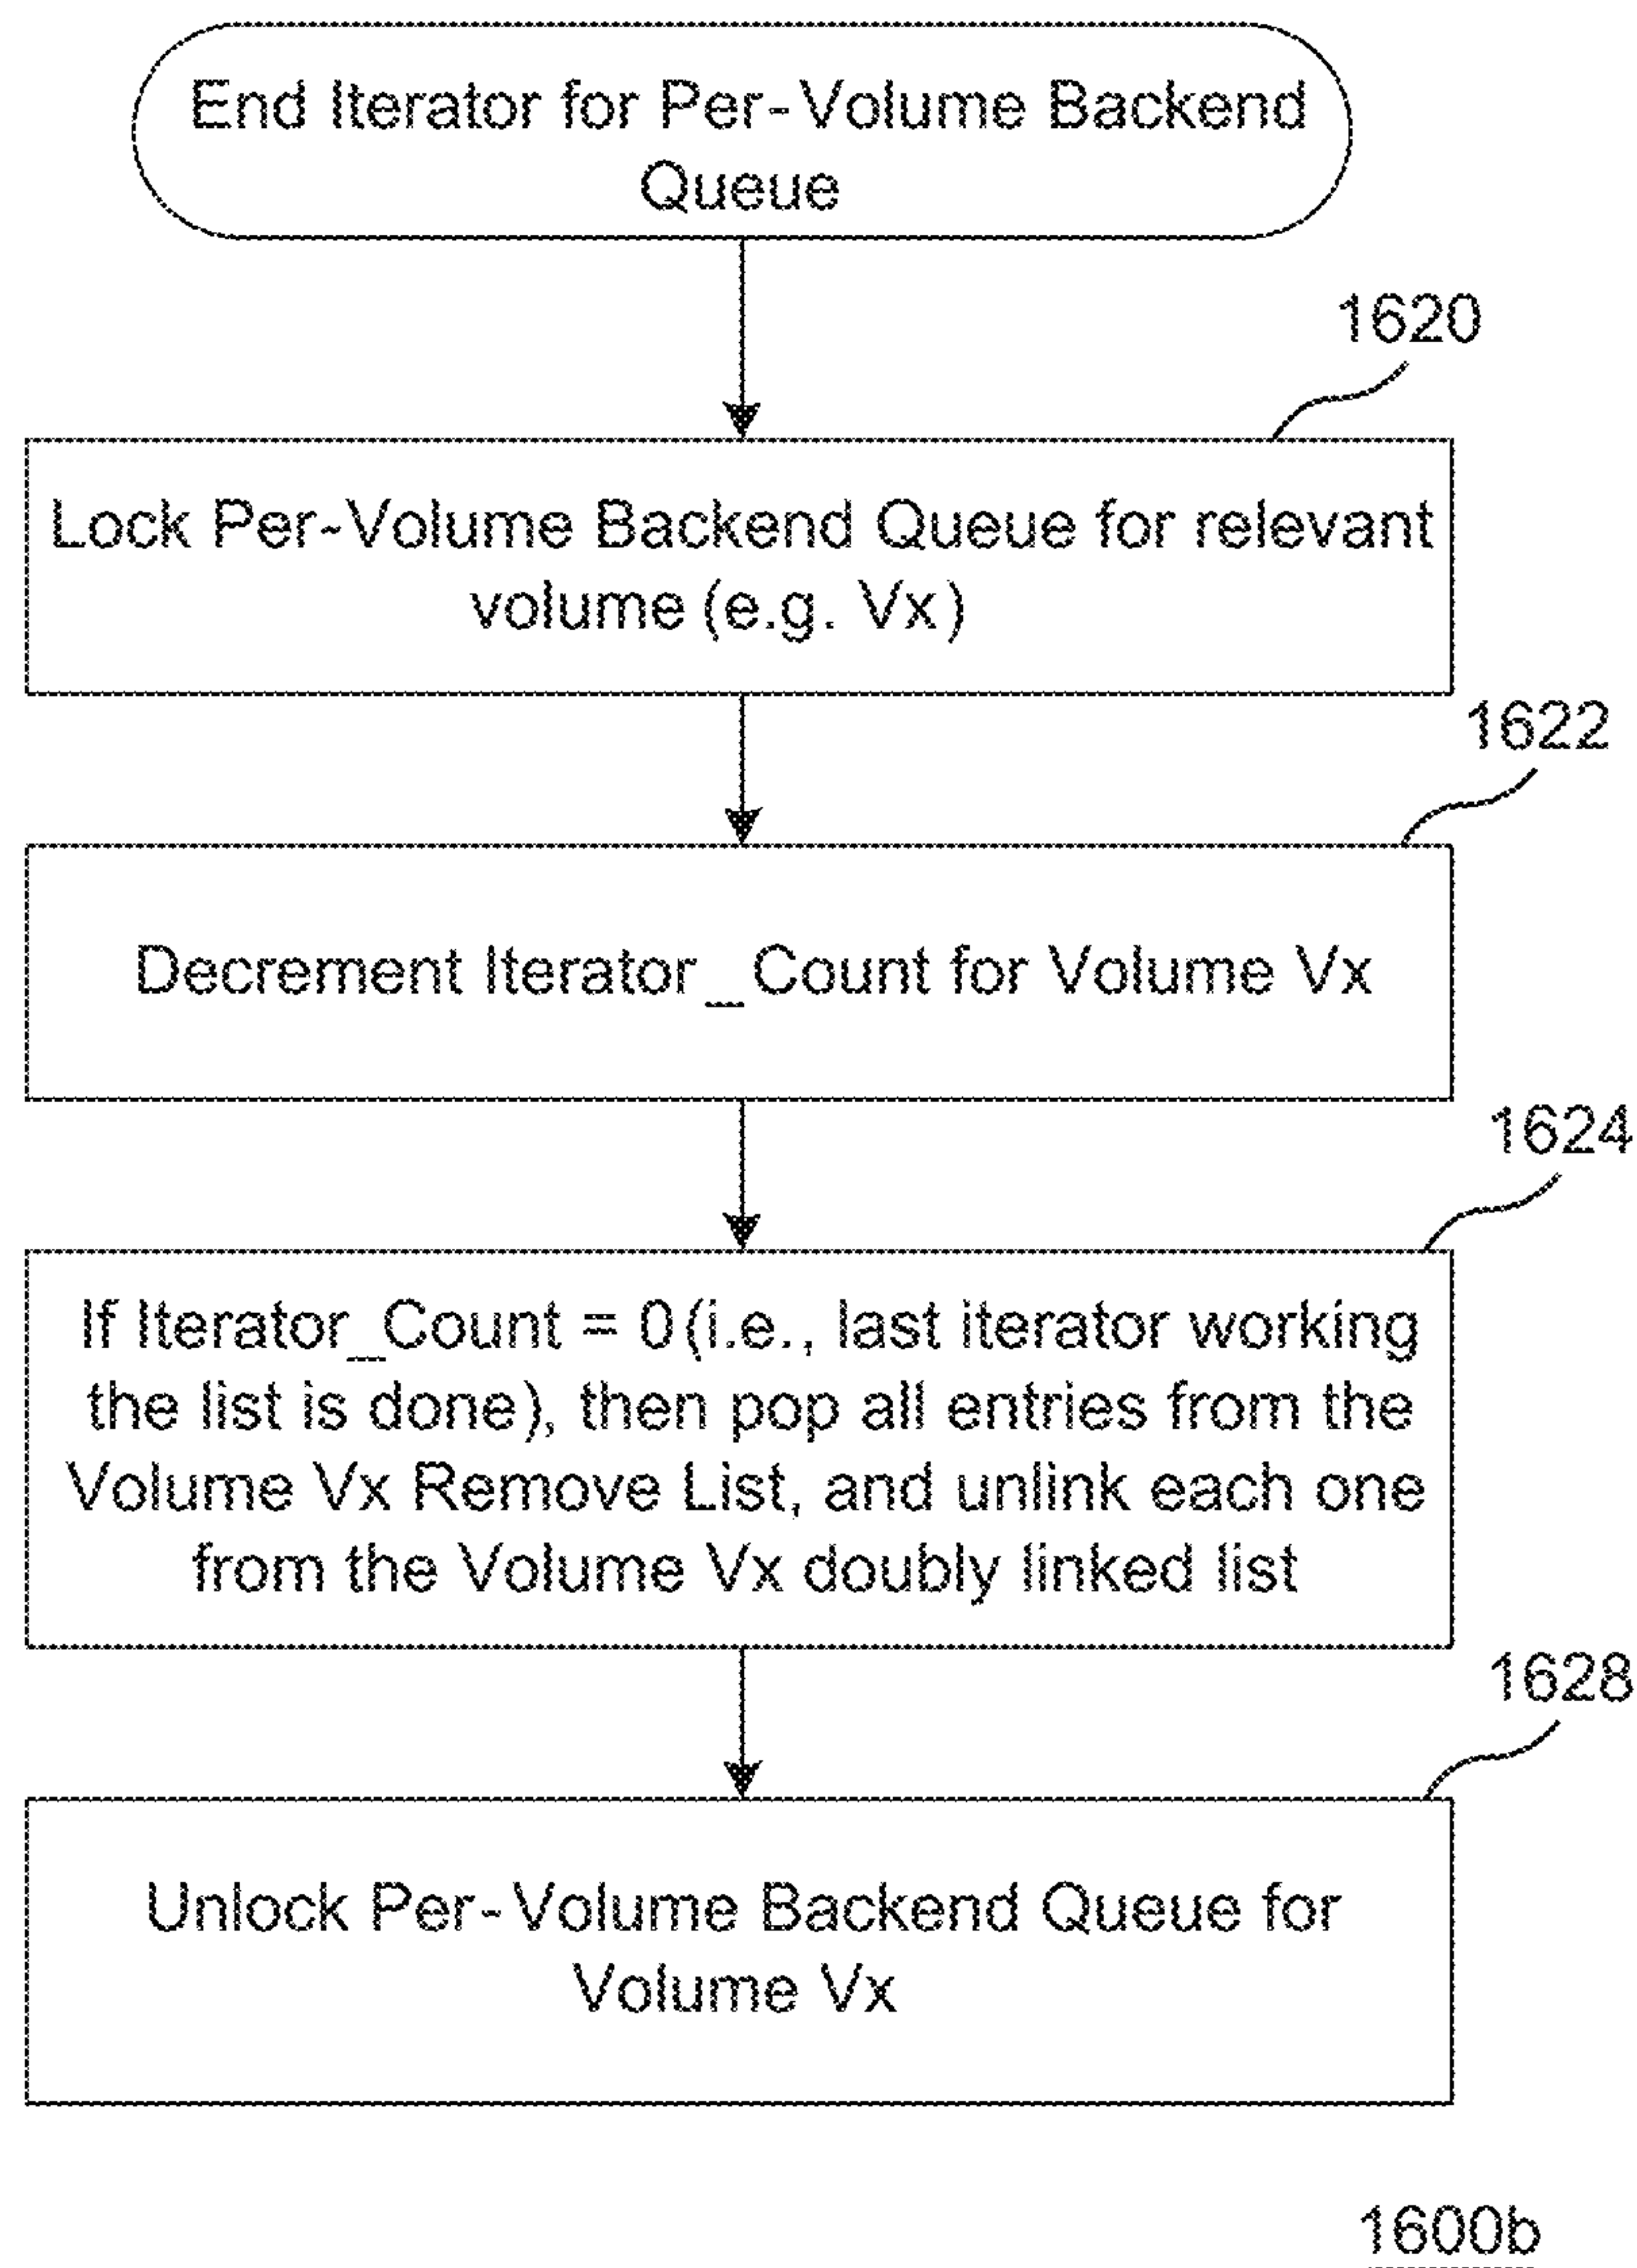 End Iterator for Per-Volume Backend
Queue
1620
Lock Per-Volume Backend Queue for relevant
volume (e.g. Vx)
1622
Decrement Iterator_Count for Volume Vx
1624
If Iterator_Count = 0 (i.e., last iterator working
the list is done), then pop all entries from the
Volume Vx Remove List, and unlink each one
from the Volume Vx doubly linked list
1628
Unlock Per-Volume Backend Queue for
Volume Vx
1600b